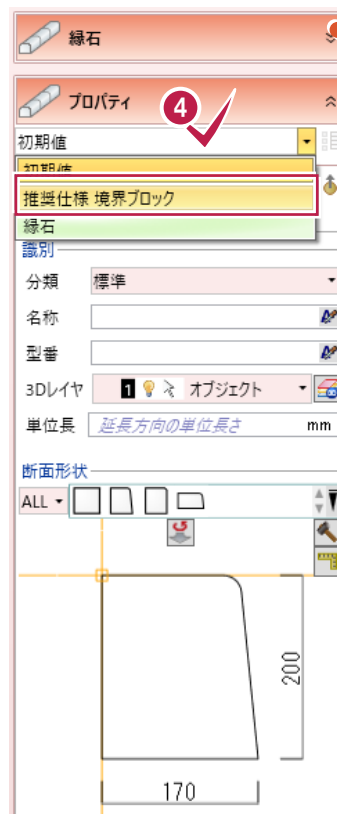 縁石
プロパティ
4
初期値
初期値
推奨仕様 境界ブロック
縁石
識別
分類 標準
名称
型番
3Dレイヤ 1 オブジェクト
単位長 延長方向の単位長さ mm
断面形状
ALL
200
170